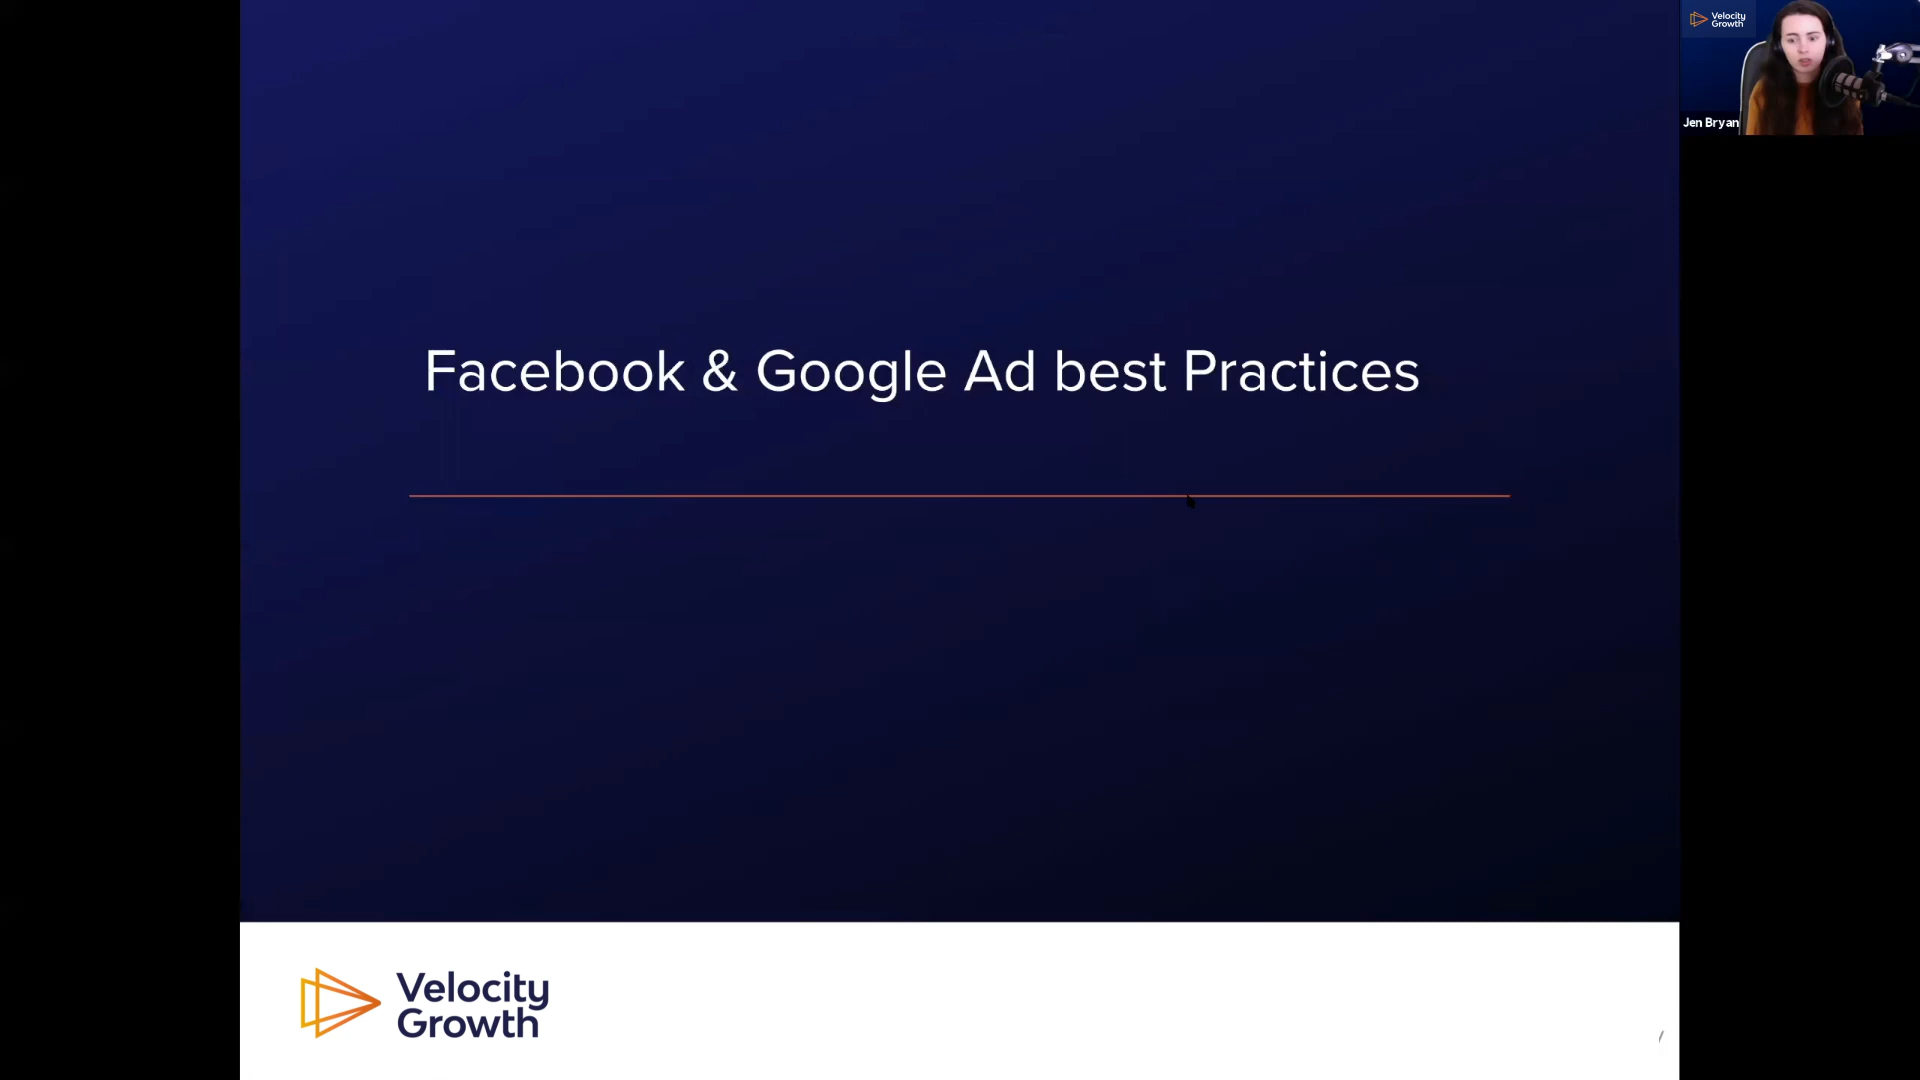 Facebook & Google Ad best Practices
Velocity
Growth
Velocity
Growth
Jen Bryan